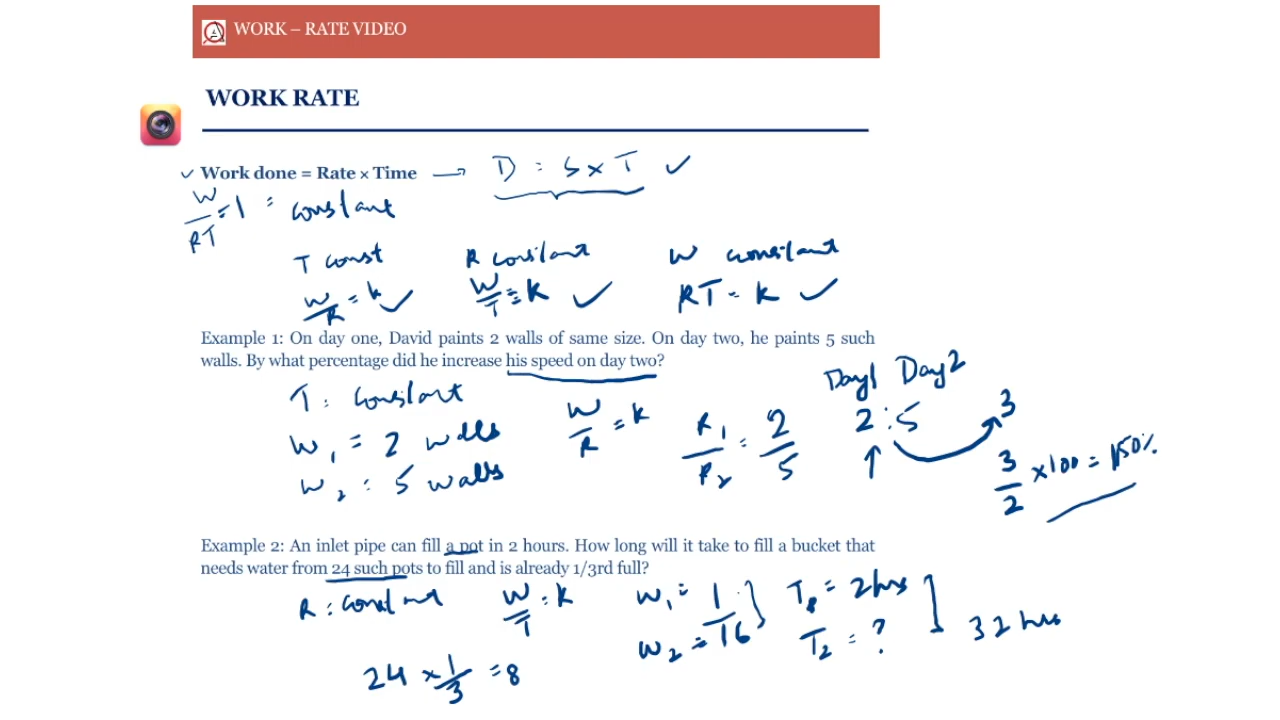 WORK – RATE VIDEO
WORK RATE
✓ Work done = Rate × Time → D = S × T ✓
W/RT = 1 = constant
T const R constant W constant
W/R = k ✓ W/T = k ✓ RT = k ✓
Example 1: On day one, David paints 2 walls of same size. On day two, he paints 5 such
walls. By what percentage did he increase his speed on day two?
Day1 Day2
T : constant
W1 = 2 walls W/R = k R1/R2 = 2/5 2 : 5 3
W2 : 5 walls 3/2 × 100 = 150%
Example 2: An inlet pipe can fill a pot in 2 hours. How long will it take to fill a bucket that
needs water from 24 such pots to fill and is already 1/3rd full?
R : constant W/T = k W1 = 1 T1 = 2 hrs
W2 = 16 T2 = ? 32 hrs
24 × 1/3 = 8